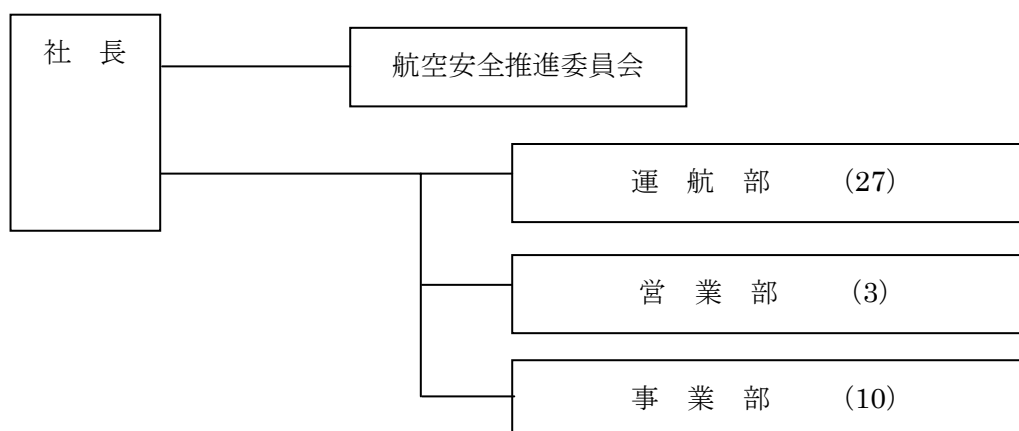 社　長
航空安全推進委員会
運　航　部　　（27）
営　業　部　　（3）
事　業　部　　（10）